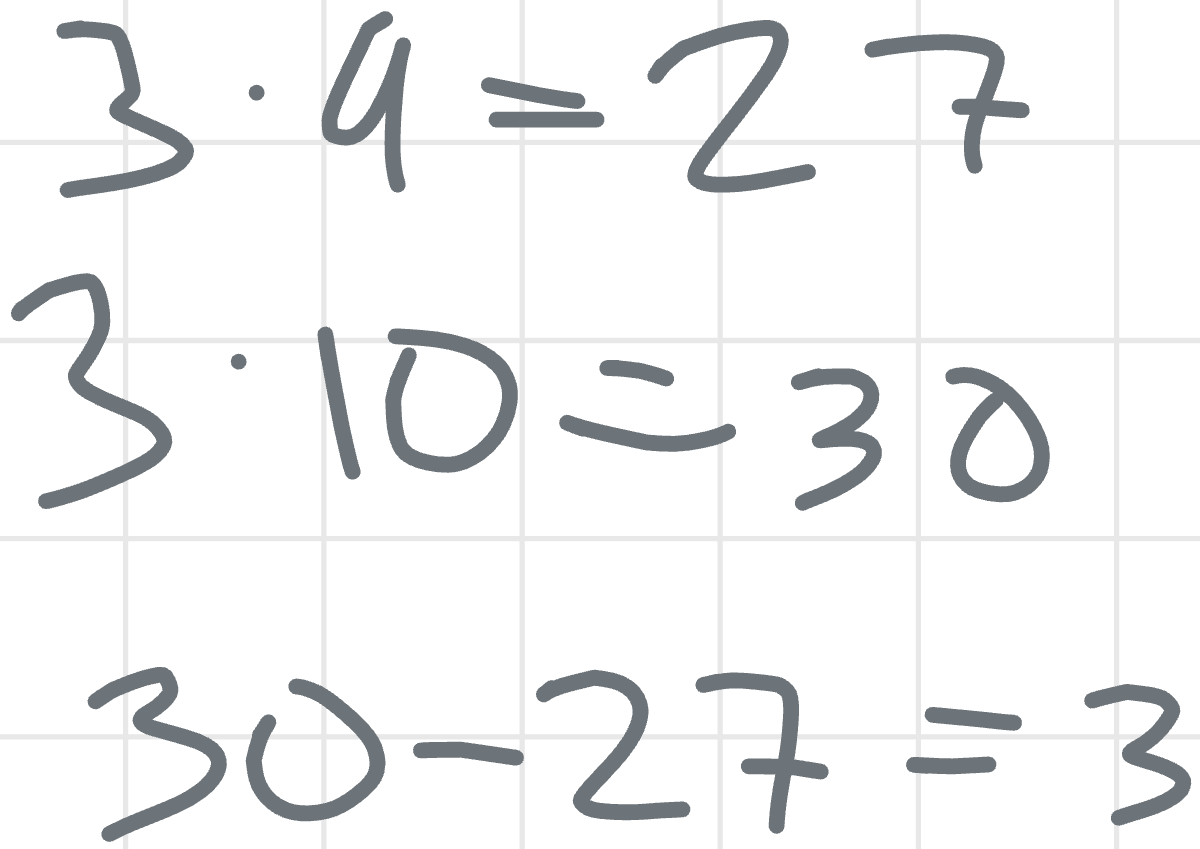 3 · 9 = 27
3 · 10 = 30
30 - 27 = 3